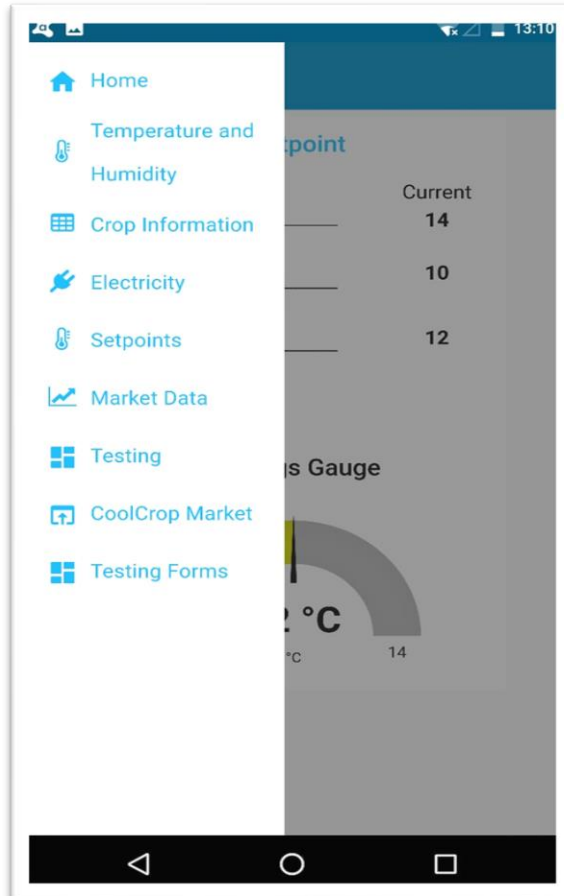 13:10
Home
Temperature and
Humidity
Crop Information
Electricity
Setpoints
Market Data
Testing
CoolCrop Market
Testing Forms
tpoint
Current
14
10
12
gs Gauge
2 °C
°C
14